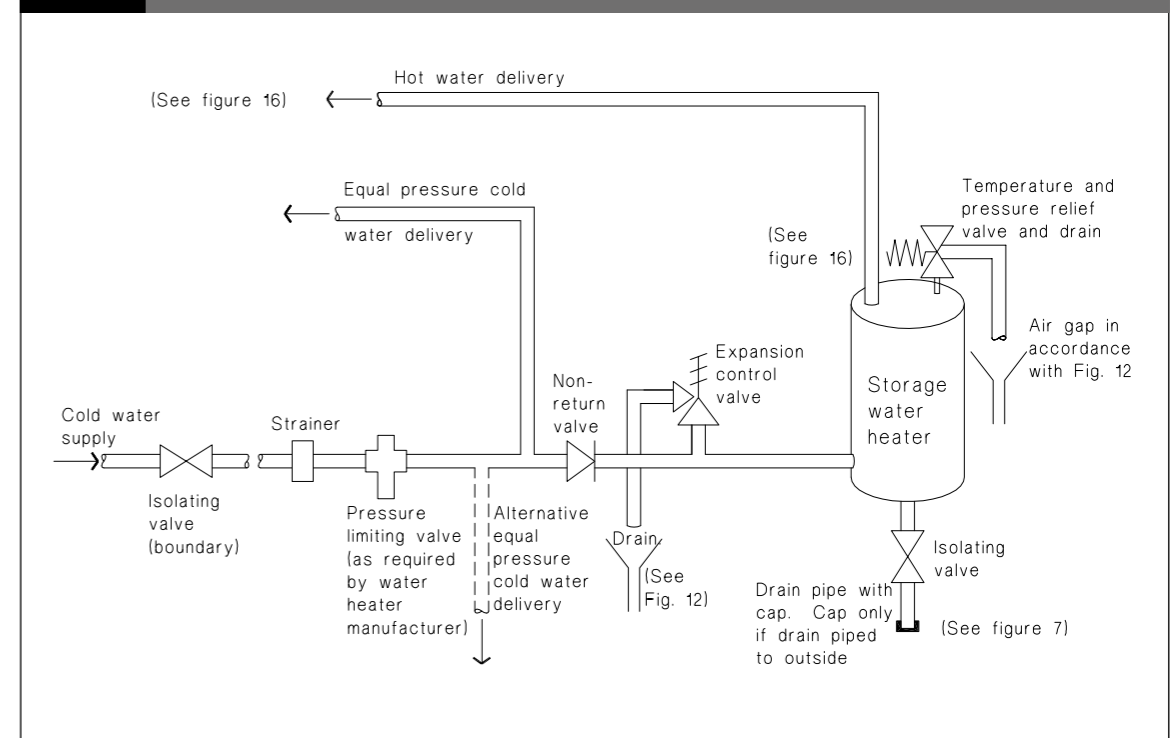 Hot water delivery
(See figure 16)
Equal pressure cold
water delivery
Temperature and
pressure relief
valve and drain
(See
figure 16)
Air gap in
accordance
with Fig. 12
Expansion
control
valve
Non-
return
valve
Storage
water
heater
Cold water
supply
Strainer
Isolating
valve
(boundary)
Pressure
limiting valve
(as required
by water
heater
manufacturer)
Alternative
equal
pressure
cold water
delivery
Drain
(See
Fig. 12)
Isolating
valve
Drain pipe with
cap. Cap only
if drain piped
to outside
(See figure 7)